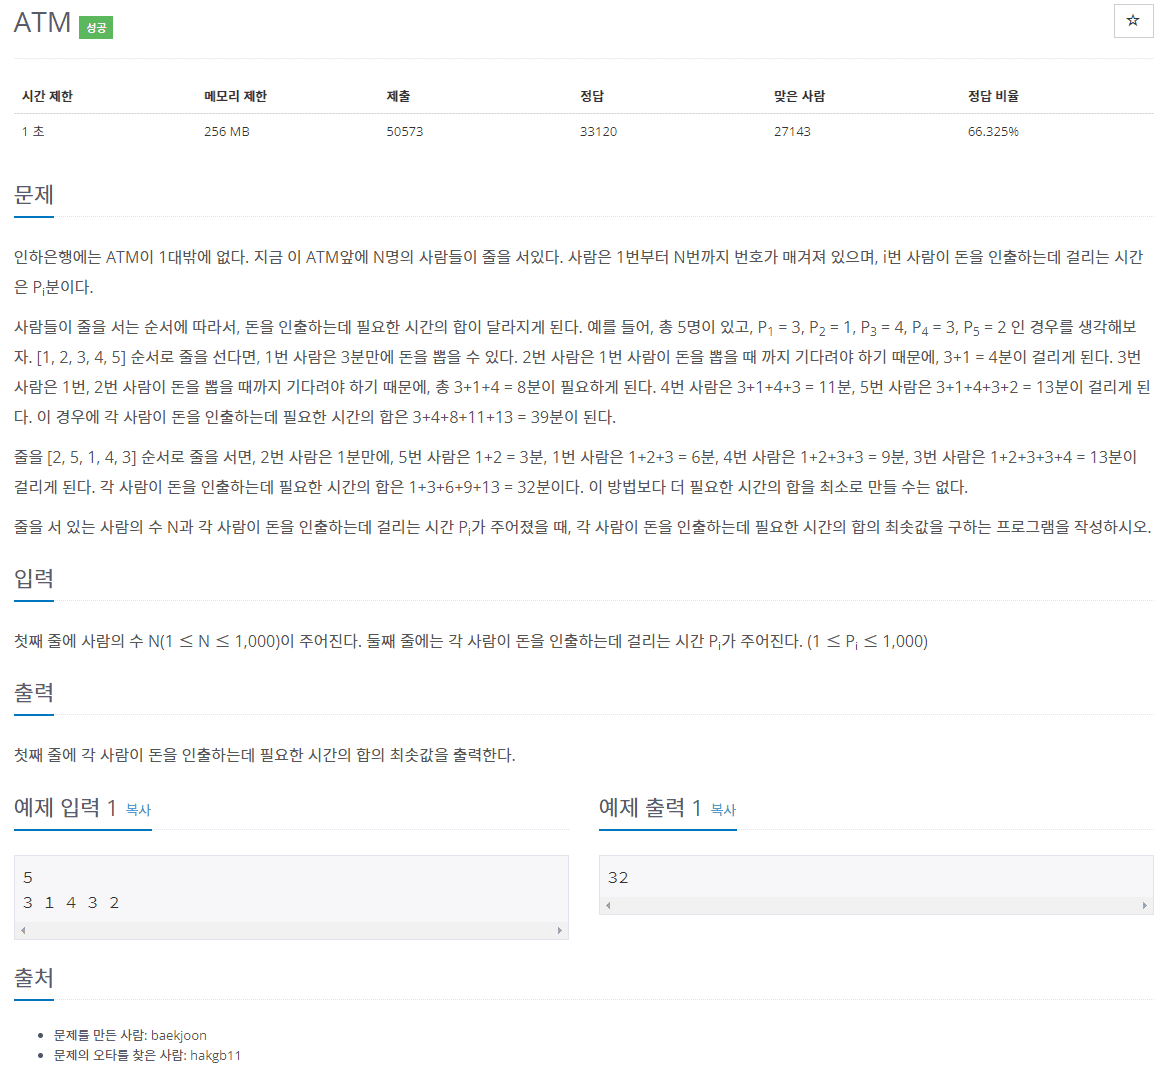 ATM 성공
☆
시간 제한 메모리 제한 제출 정답 맞은 사람 정답 비율
1 초 256 MB 50573 33120 27143 66.325%
문제
인하은행에는 ATM이 1대밖에 없다. 지금 이 ATM앞에 N명의 사람들이 줄을 서있다. 사람은 1번부터 N번까지 번호가 매겨져 있으며, i번 사람이 돈을 인출하는데 걸리는 시간
은 Pi분이다.
사람들이 줄을 서는 순서에 따라서, 돈을 인출하는데 필요한 시간의 합이 달라지게 된다. 예를 들어, 총 5명이 있고, P1 = 3, P2 = 1, P3 = 4, P4 = 3, P5 = 2 인 경우를 생각해보
자. [1, 2, 3, 4, 5] 순서로 줄을 선다면, 1번 사람은 3분만에 돈을 뽑을 수 있다. 2번 사람은 1번 사람이 돈을 뽑을 때 까지 기다려야 하기 때문에, 3+1 = 4분이 걸리게 된다. 3번
사람은 1번, 2번 사람이 돈을 뽑을 때까지 기다려야 하기 때문에, 총 3+1+4 = 8분이 필요하게 된다. 4번 사람은 3+1+4+3 = 11분, 5번 사람은 3+1+4+3+2 = 13분이 걸리게 된
다. 이 경우에 각 사람이 돈을 인출하는데 필요한 시간의 합은 3+4+8+11+13 = 39분이 된다.
줄을 [2, 5, 1, 4, 3] 순서로 줄을 서면, 2번 사람은 1분만에, 5번 사람은 1+2 = 3분, 1번 사람은 1+2+3 = 6분, 4번 사람은 1+2+3+3 = 9분, 3번 사람은 1+2+3+3+4 = 13분이
걸리게 된다. 각 사람이 돈을 인출하는데 필요한 시간의 합은 1+3+6+9+13 = 32분이다. 이 방법보다 더 필요한 시간의 합을 최소로 만들 수는 없다.
줄을 서 있는 사람의 수 N과 각 사람이 돈을 인출하는데 걸리는 시간 Pi가 주어졌을 때, 각 사람이 돈을 인출하는데 필요한 시간의 합의 최솟값을 구하는 프로그램을 작성하시오.
입력
첫째 줄에 사람의 수 N(1 ≤ N ≤ 1,000)이 주어진다. 둘째 줄에는 각 사람이 돈을 인출하는데 걸리는 시간 Pi가 주어진다. (1 ≤ Pi ≤ 1,000)
출력
첫째 줄에 각 사람이 돈을 인출하는데 필요한 시간의 합의 최솟값을 출력한다.
예제 입력 1 복사
5
3 1 4 3 2
예제 출력 1 복사
32
출처
• 문제를 만든 사람: baekjoon
• 문제의 오타를 찾은 사람: hakgb11